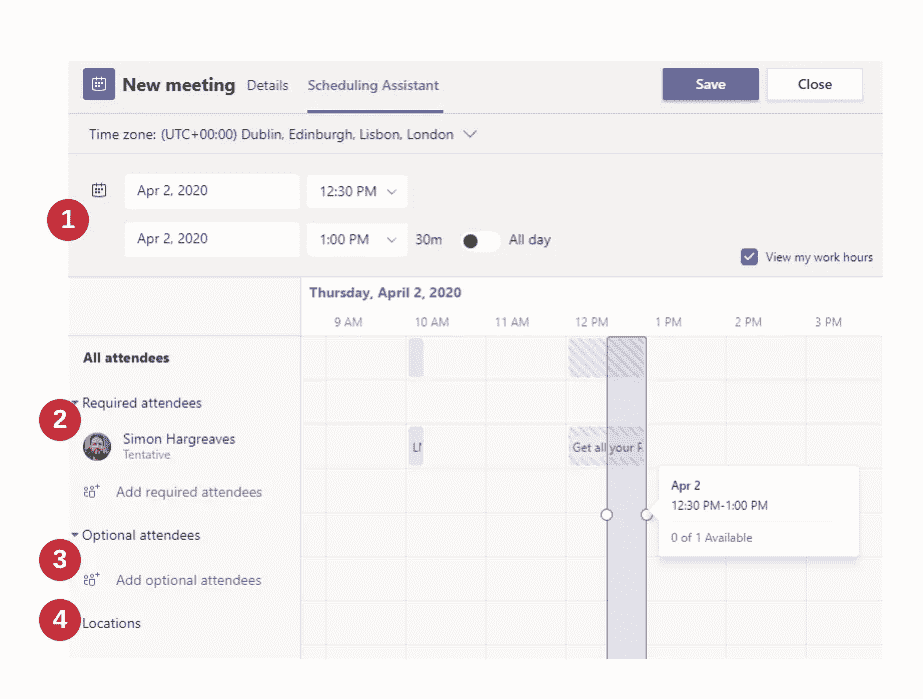 New meeting Details Scheduling Assistant Save Close
Time zone: (UTC+00:00) Dublin, Edinburgh, Lisbon, London
Apr 2, 2020 12:30 PM
1
Apr 2, 2020 1:00 PM 30m All day
View my work hours
Thursday, April 2, 2020
9 AM 10 AM 11 AM 12 PM 1 PM 2 PM 3 PM
All attendees
2 Required attendees
Simon Hargreaves
Tentative
Get all your
Add required attendees
Apr 2
12:30 PM-1:00 PM
0 of 1 Available
Optional attendees
3
Add optional attendees
4 Locations